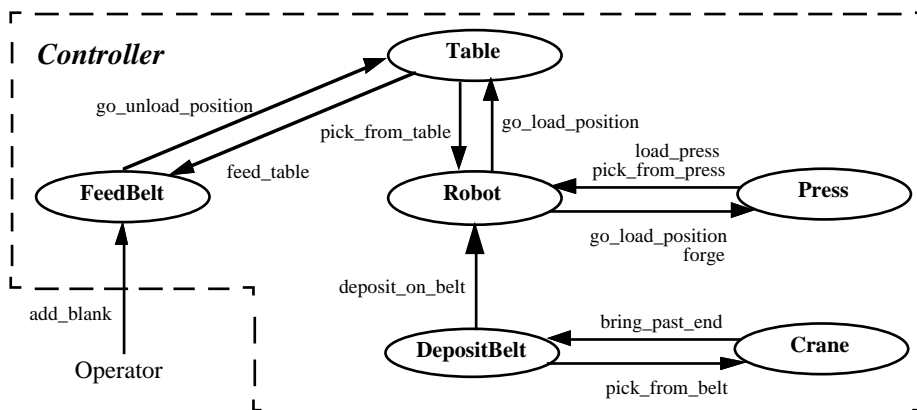 Controller
Table
go_unload_position
pick_from_table
go_load_position
feed_table
load_press
pick_from_press
FeedBelt
Robot
Press
go_load_position
forge
add_blank
deposit_on_belt
bring_past_end
Operator
DepositBelt
Crane
pick_from_belt